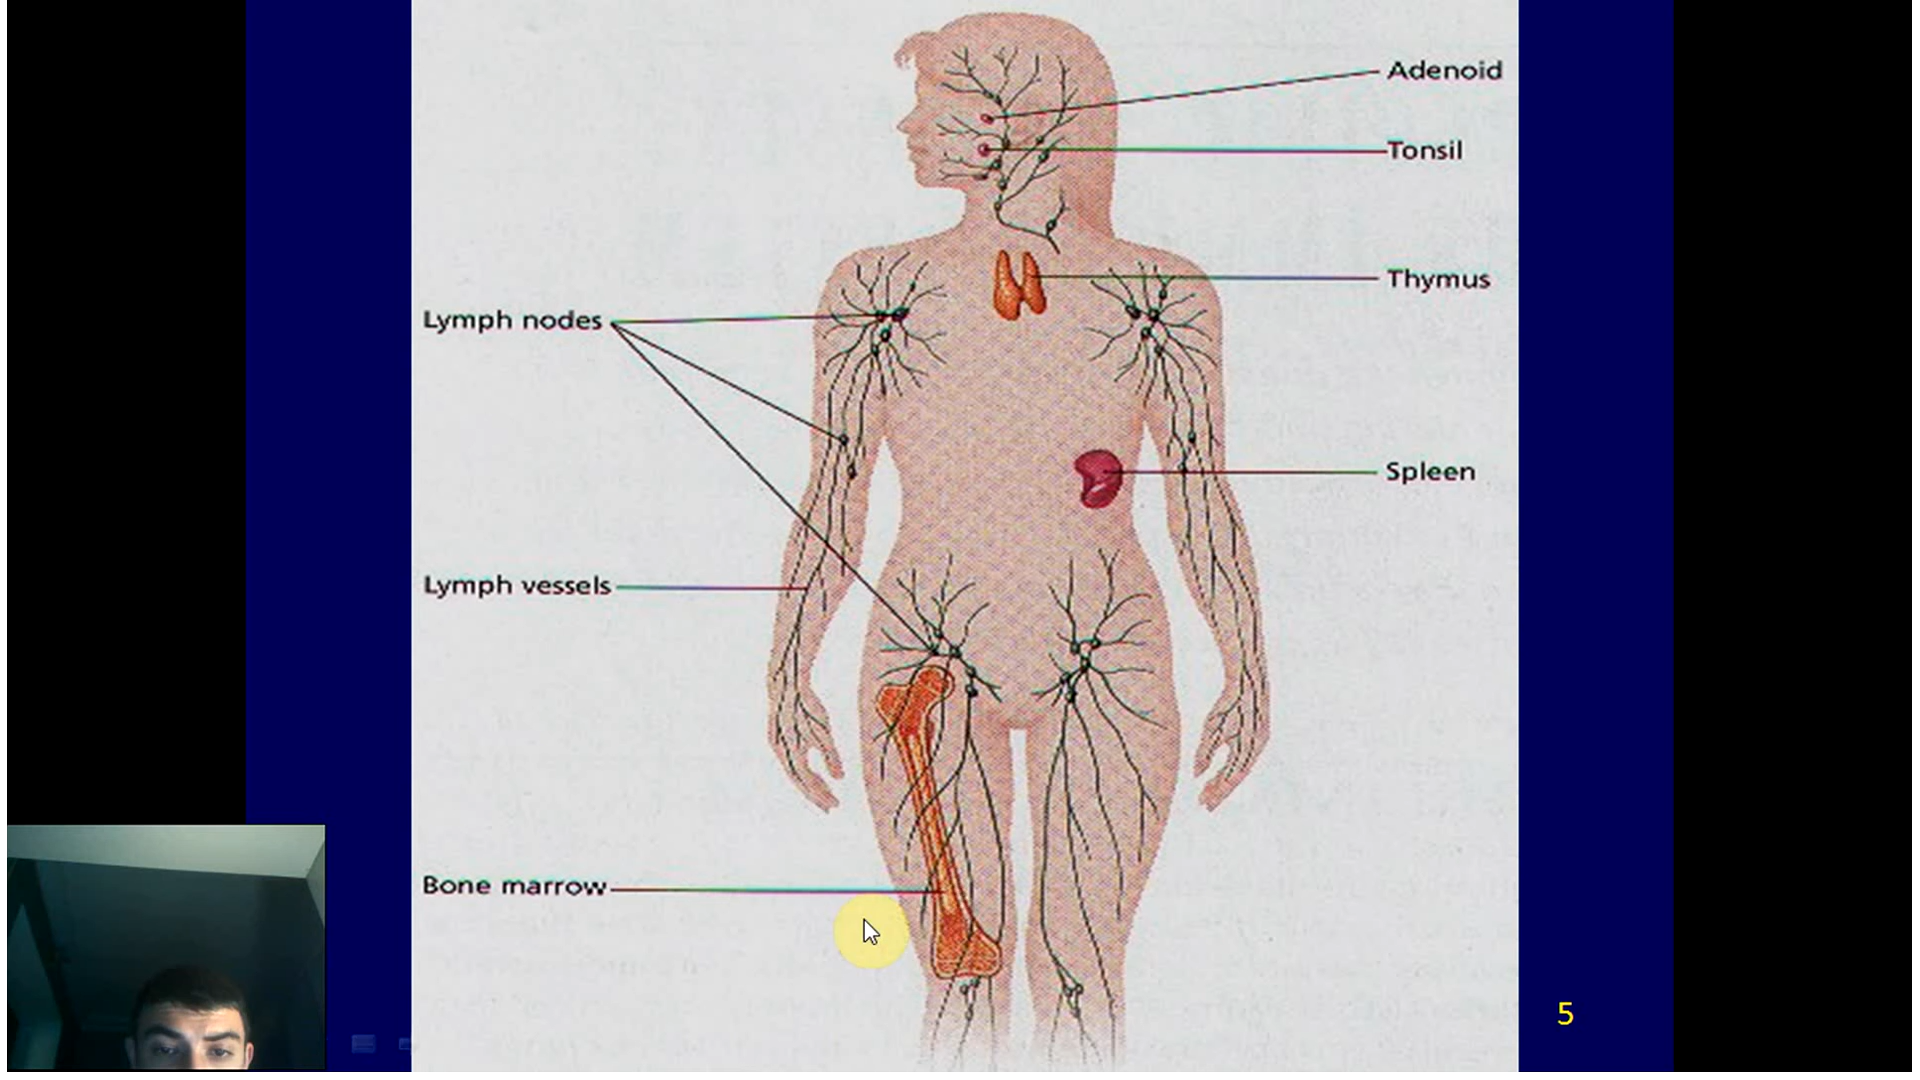 Adenoid
Tonsil
Thymus
Lymph nodes
Spleen
Lymph vessels
Bone marrow
5